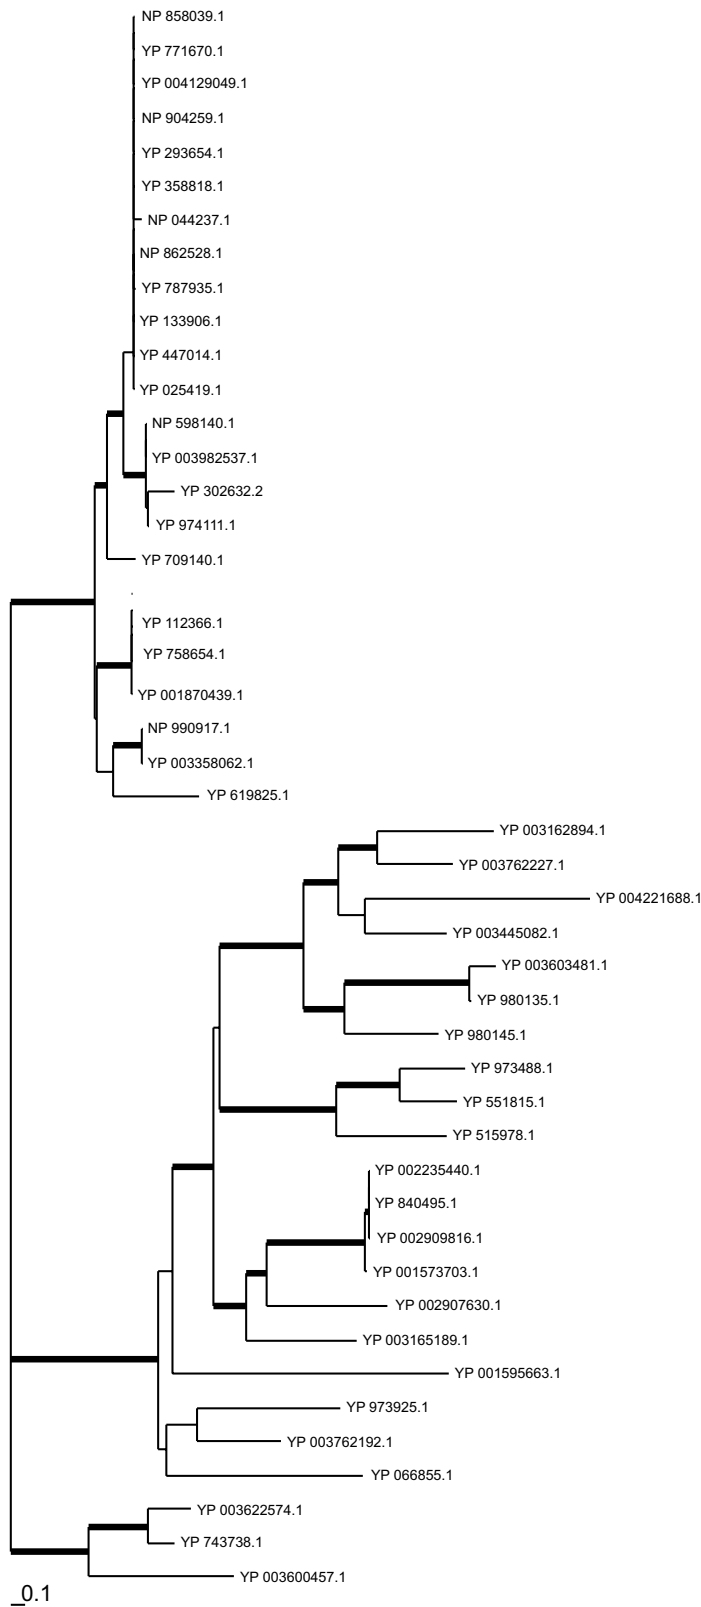 NP 858039.1
YP 771670.1
YP 004129049.1
NP 904259.1
YP 293654.1
YP 358818.1
NP 044237.1
NP 862528.1
YP 787935.1
YP 133906.1
YP 447014.1
YP 025419.1
NP 598140.1
YP 003982537.1
YP 302632.2
YP 974111.1
YP 709140.1
YP 112366.1
YP 758654.1
YP 001870439.1
NP 990917.1
YP 003358062.1
YP 619825.1
YP 003162894.1
YP 003762227.1
YP 004221688.1
YP 003445082.1
YP 003603481.1
YP 980135.1
YP 980145.1
YP 973488.1
YP 551815.1
YP 515978.1
YP 002235440.1
YP 840495.1
YP 002909816.1
YP 001573703.1
YP 002907630.1
YP 003165189.1
YP 001595663.1
YP 973925.1
YP 003762192.1
YP 066855.1
YP 003622574.1
YP 743738.1
YP 003600457.1
0.1